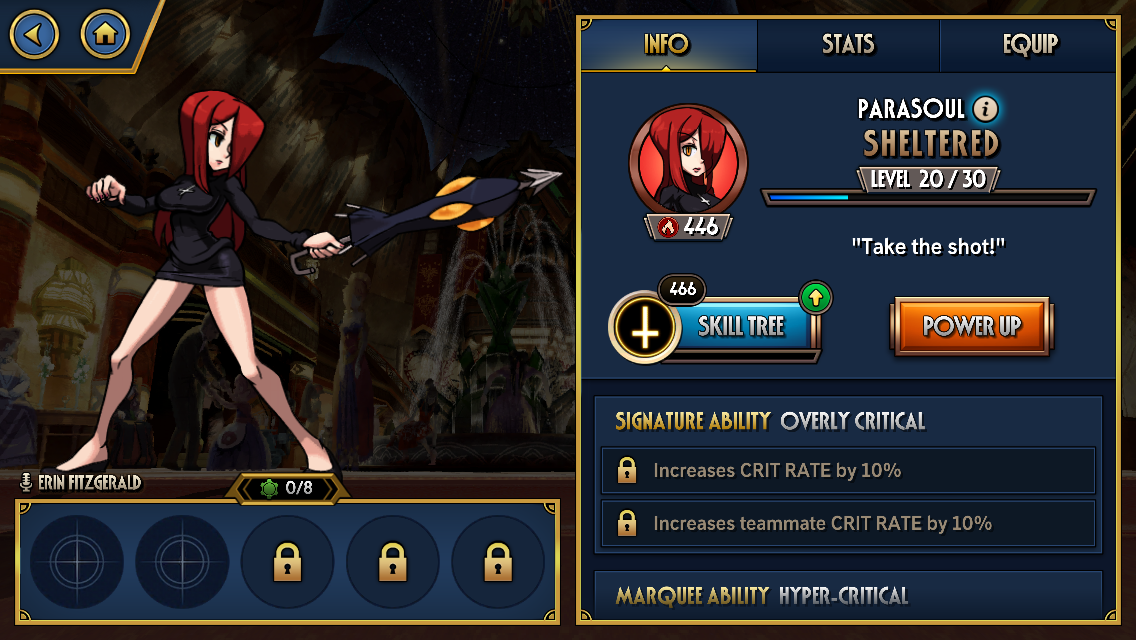 INFO
STATS
EQUIP
PARASOUL i
SHELTERED
LEVEL 20 / 30
446
"Take the shot!"
466
SKILL TREE
POWER UP
SIGNATURE ABILITY OVERLY CRITICAL
Increases CRIT RATE by 10%
Increases teammate CRIT RATE by 10%
MARQUEE ABILITY HYPER-CRITICAL
ERIN FITZGERALD
0/8